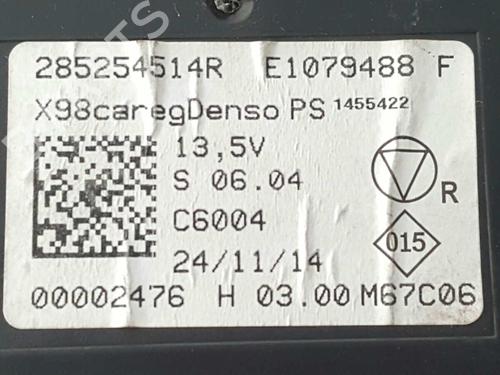 285254514R E1079488 F
X98caregDenso PS 1455422
13,5V
S 06.04
R
C6004
015
24/11/14
00002476 H 03.00 M67C06